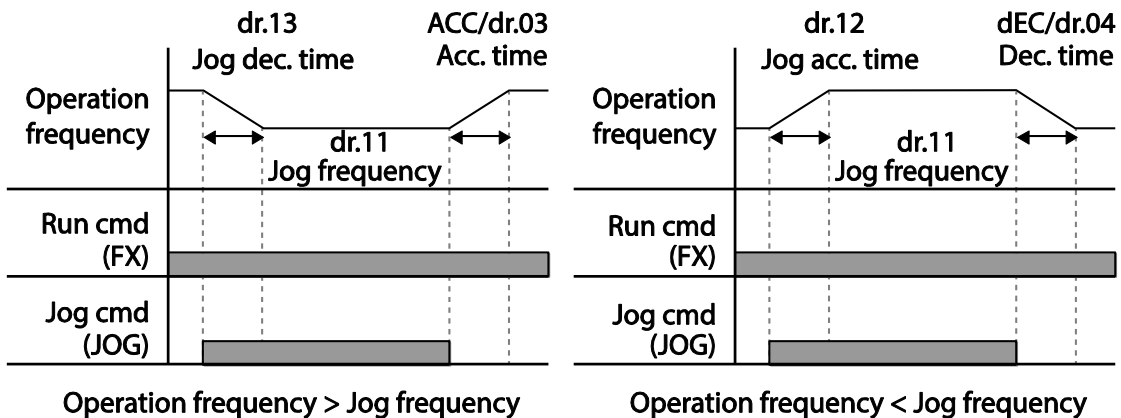 dr.13
Jog dec. time
ACC/dr.03
Acc. time
Operation
frequency
dr.11
Jog frequency
Run cmd
(FX)
Jog cmd
(JOG)
Operation frequency > Jog frequency
dr.12
Jog acc. time
dEC/dr.04
Dec. time
Operation
frequency
dr.11
Jog frequency
Run cmd
(FX)
Jog cmd
(JOG)
Operation frequency < Jog frequency